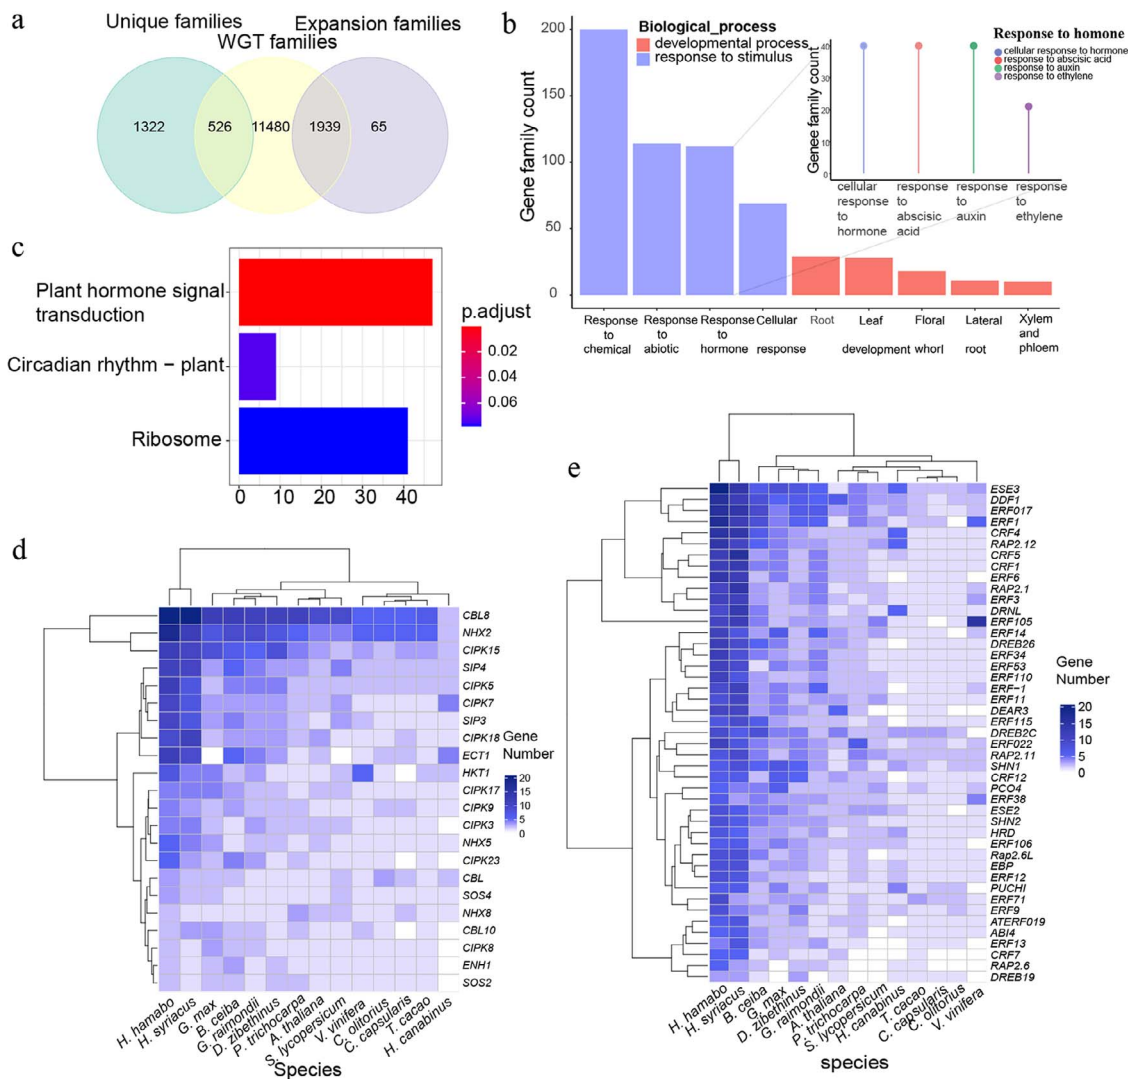 a
Unique families
Expansion families
WGT families
1322
526
11480
1939
65
b
Gene family count
200
150
100
50
0
Biological_process
developmental process
response to stimulus
Response
to
chemical
Response
to
abiotic
Response
to
hormone
Cellular
response
Root
Leaf
development
Floral
whorl
Lateral
root
Xylem
and
phloem
Response to homone
cellular response to hormone
response to abscisic acid
response to auxin
response to ethylene
Genee family count
40
30
20
10
0
cellular
response
to
hormone
response
to
abscisic
acid
response
to
auxin
response
to
ethylene
c
Plant hormone signal
transduction
Circadian rhythm − plant
Ribosome
0 10 20 30 40
p.adjust
0.02
0.04
0.06
d
CBL8
NHX2
CIPK15
SIP4
CIPK5
CIPK7
SIP3
CIPK18
ECT1
HKT1
CIPK17
CIPK9
CIPK3
NHX5
CIPK23
CBL
SOS4
NHX8
CBL10
CIPK8
ENH1
SOS2
Gene
Number
20
15
10
5
0
H. hamabo
H. syriacus
G. max
B. ceiba
G. raimondii
D. zibethinus
P. trichocarpa
A. thaliana
S. lycopersicum
V. vinifera
C. olitorius
C. capsularis
T. cacao
H. canabinus
Species
e
ESE3
DDF1
ERF017
ERF1
CRF4
RAP2.12
CRF5
CRF1
ERF6
RAP2.1
ERF3
DRNL
ERF105
ERF14
DREB26
ERF34
ERF53
ERF110
ERF−1
ERF11
DEAR3
ERF115
DREB2C
ERF022
RAP2.11
SHN1
CRF12
PCO4
ERF38
ESE2
SHN2
HRD
ERF106
Rap2.6L
EBP
ERF12
PUCHI
ERF71
ERF9
ATERF019
ABI4
ERF13
CRF7
RAP2.6
DREB19
Gene
Number
20
15
10
5
0
H. hamabo
H. syriacus
B. ceiba
G. max
D. zibethinus
G. raimondii
A. thaliana
P. trichocarpa
S. lycopersicum
H. canabinus
T. cacao
C. capsularis
C. olitorius
V. vinifera
species